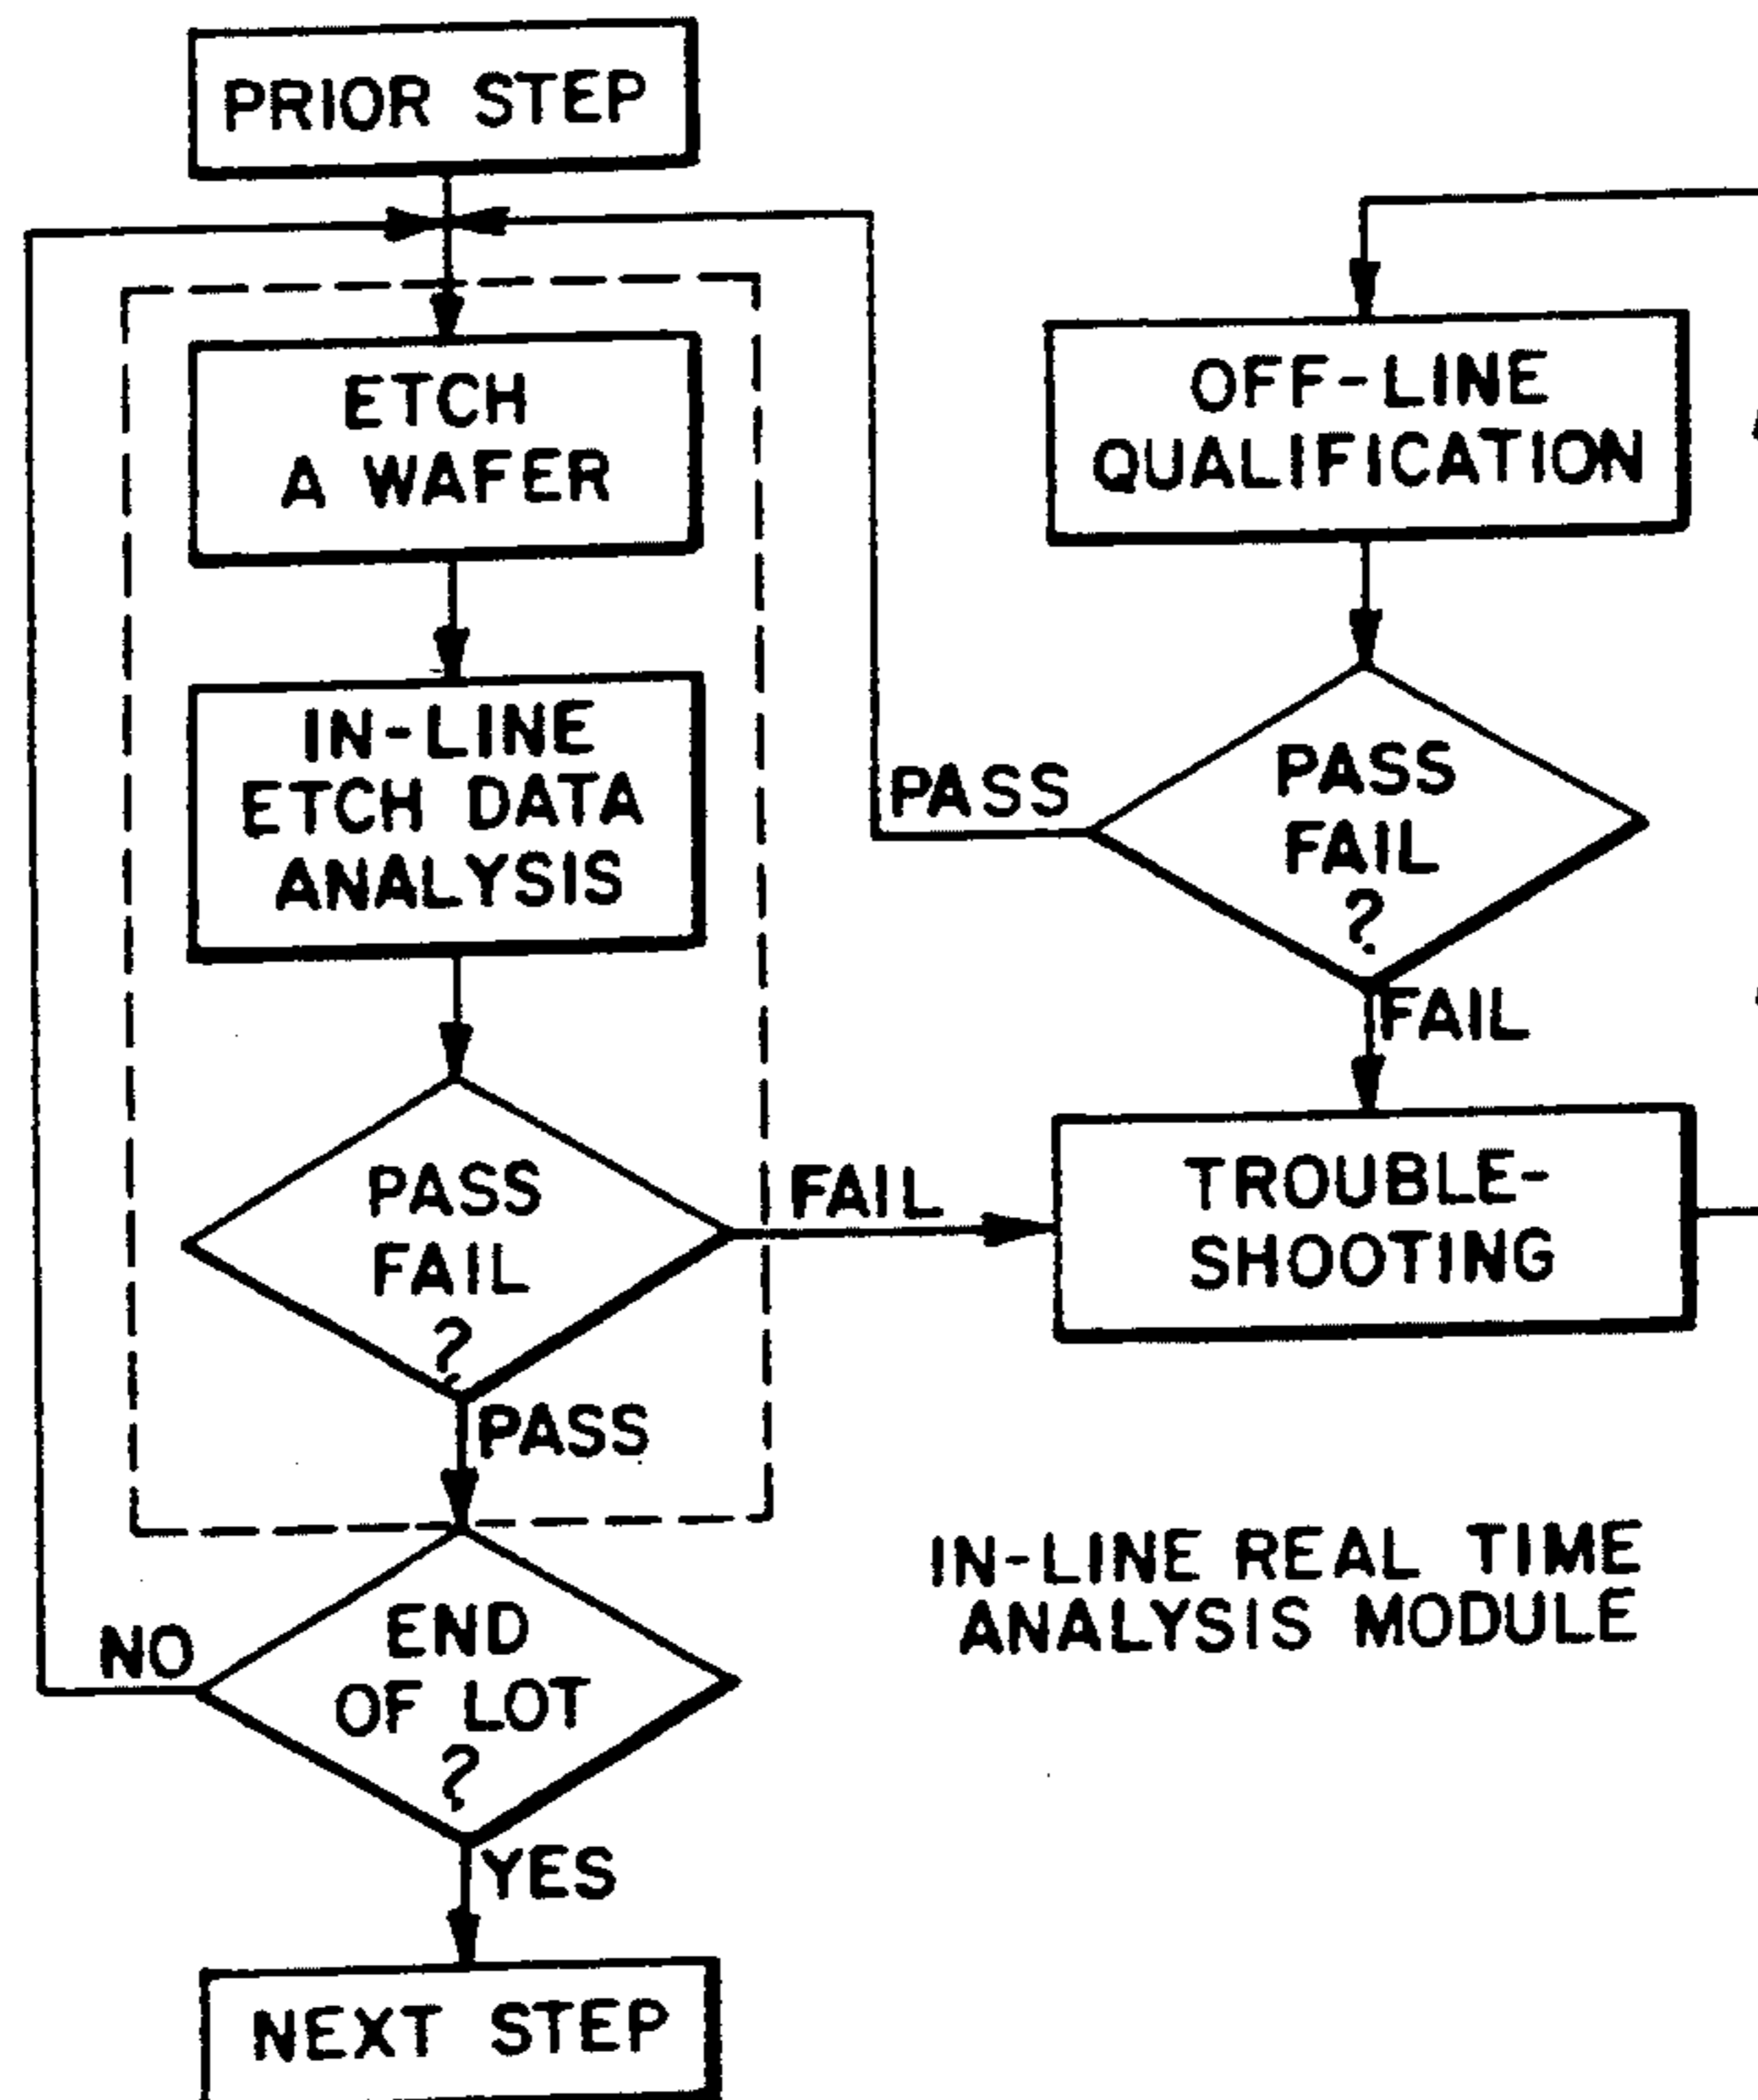 PRIOR STEP
ETCH
A WAFER
IN-LINE
ETCH DATA
ANALYSIS
PASS
FAIL
?
FAIL
PASS
END
OF LOT
?
NO
YES
NEXT STEP
OFF-LINE
QUALIFICATION
PASS
FAIL
?
PASS
FAIL
TROUBLE-
SHOOTING
IN-LINE REAL TIME
ANALYSIS MODULE